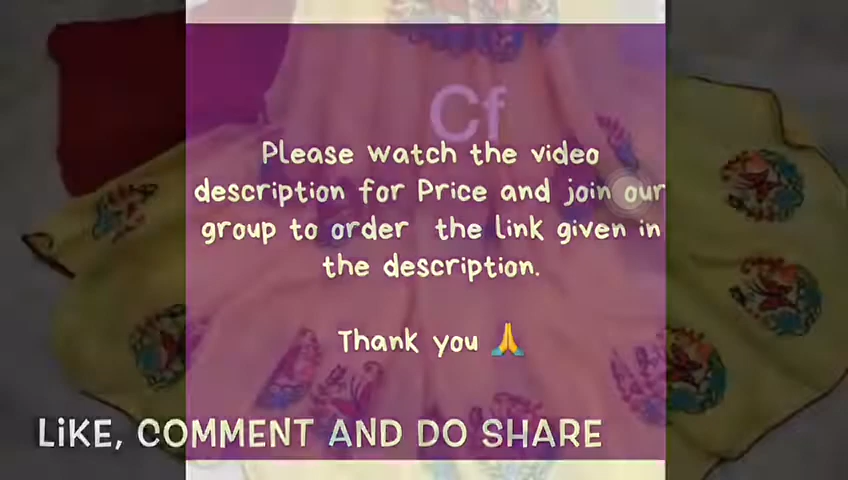 Cf
Please watch the video
description for Price and join our
group to order the link given in
the description.
Thank you 🙏
LiKE, COMMENT AND DO SHARE